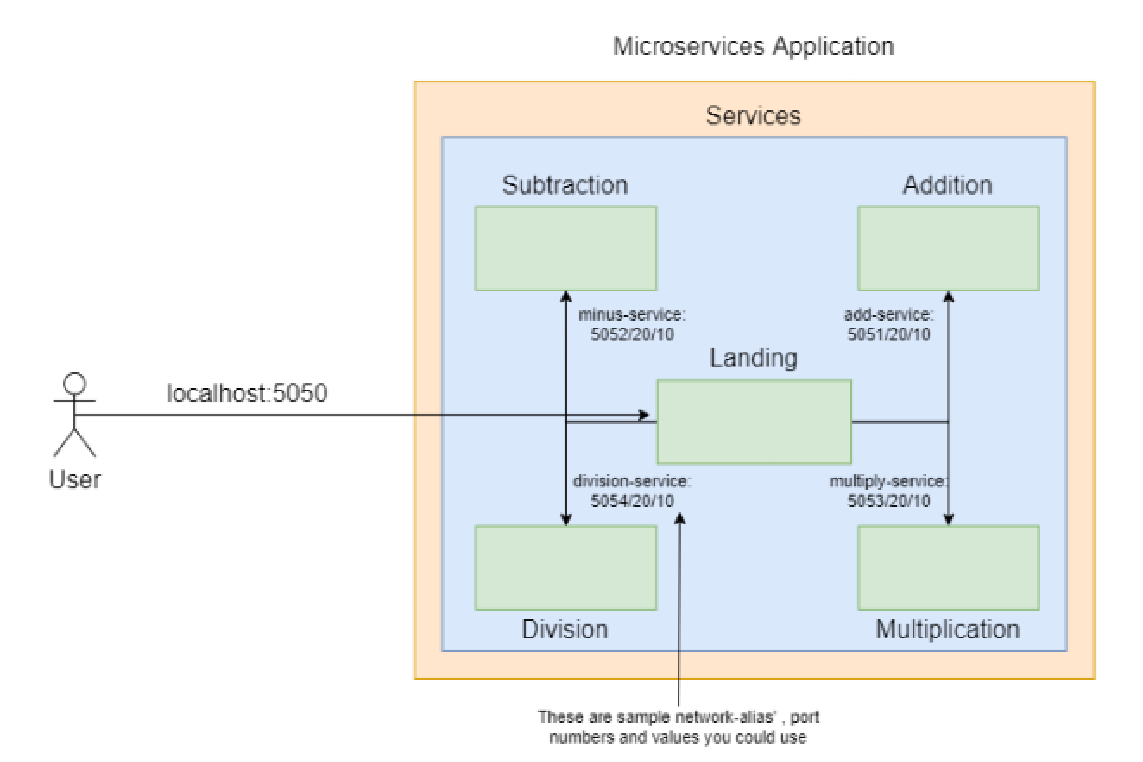 Microservices Application
Services
Subtraction
Addition
minus-service:
5052/20/10
add-service:
5051/20/10
Landing
localhost:5050
User
division-service:
5054/20/10
multiply-service:
5053/20/10
Division
Multiplication
These are sample network-alias' , port
numbers and values you could use